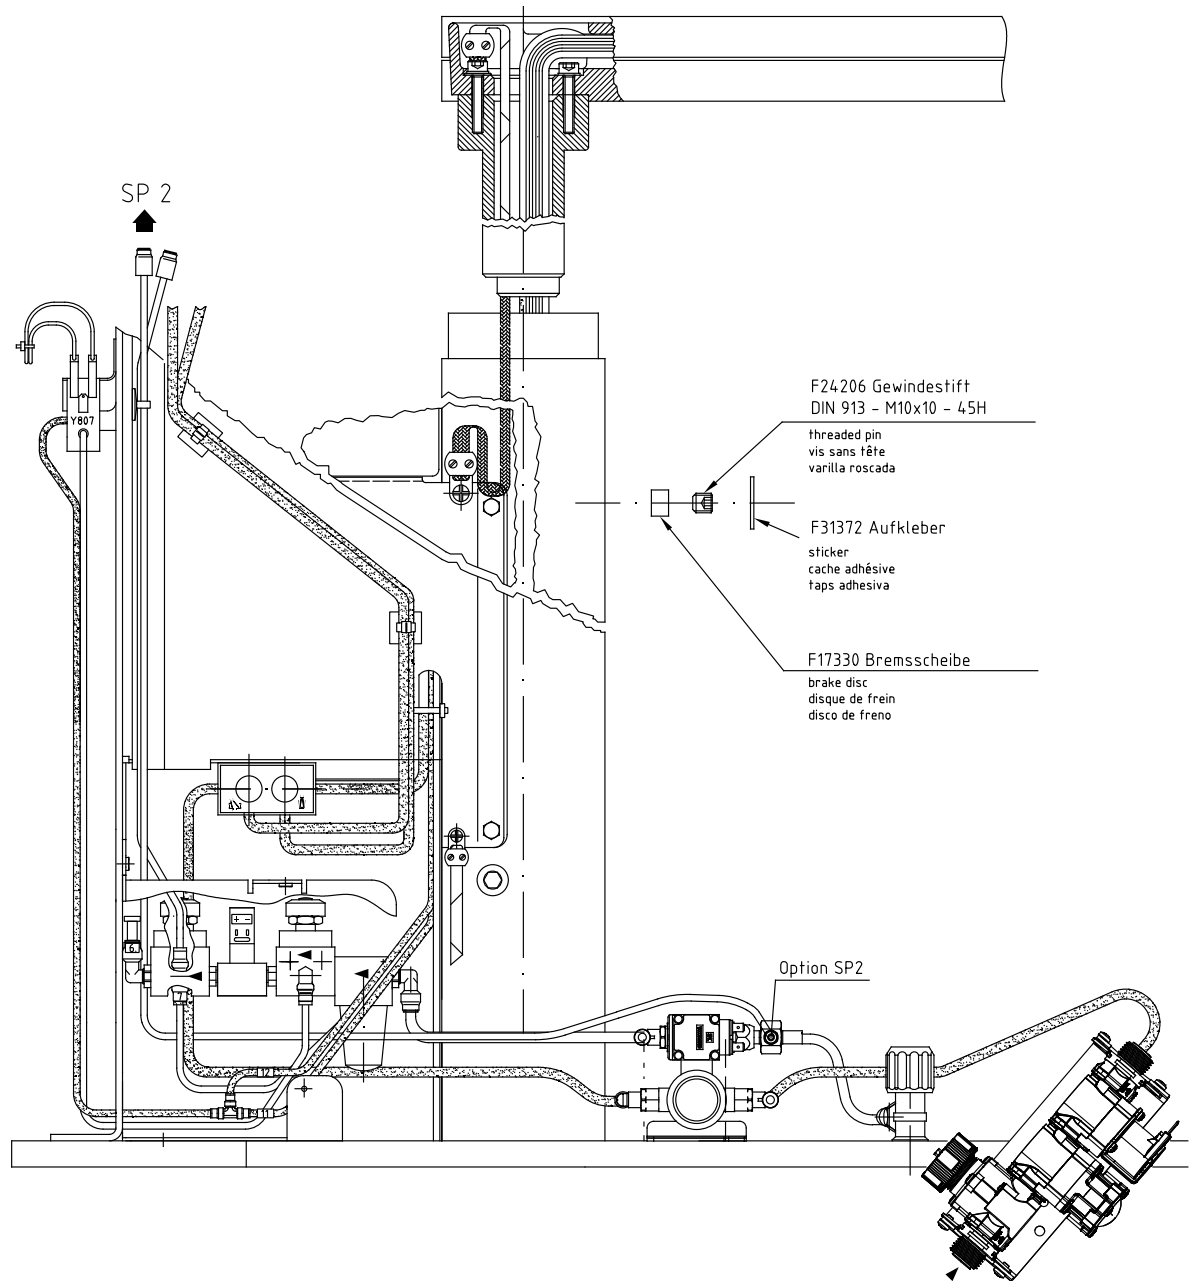 SP 2
Y807
F24206 Gewindestift
DIN 913 - M10x10 - 45H
threaded pin
vis sans tête
varilla roscada
F31372 Aufkleber
sticker
cache adhésive
taps adhesiva
F17330 Bremsscheibe
brake disc
disque de frein
disco de freno
6
Option SP2